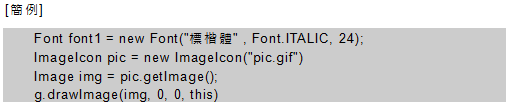 [簡例]
Font font1 = new Font("標楷體" , Font.ITALIC, 24);
ImageIcon pic = new ImageIcon("pic.gif")
Image img = pic.getImage();
g.drawImage(img, 0, 0, this)